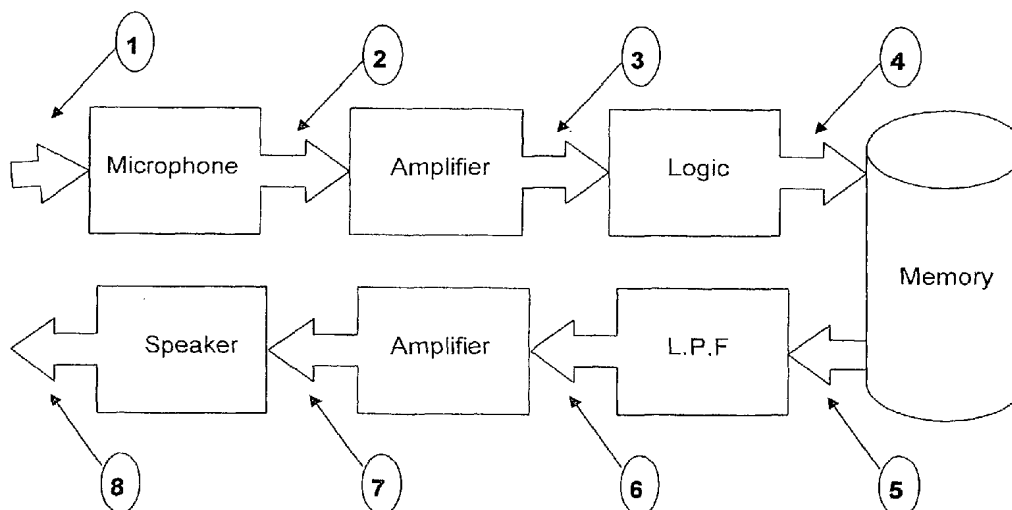 1
2
3
4
Microphone
Amplifier
Logic
Memory
Speaker
Amplifier
L.P.F
8
7
6
5